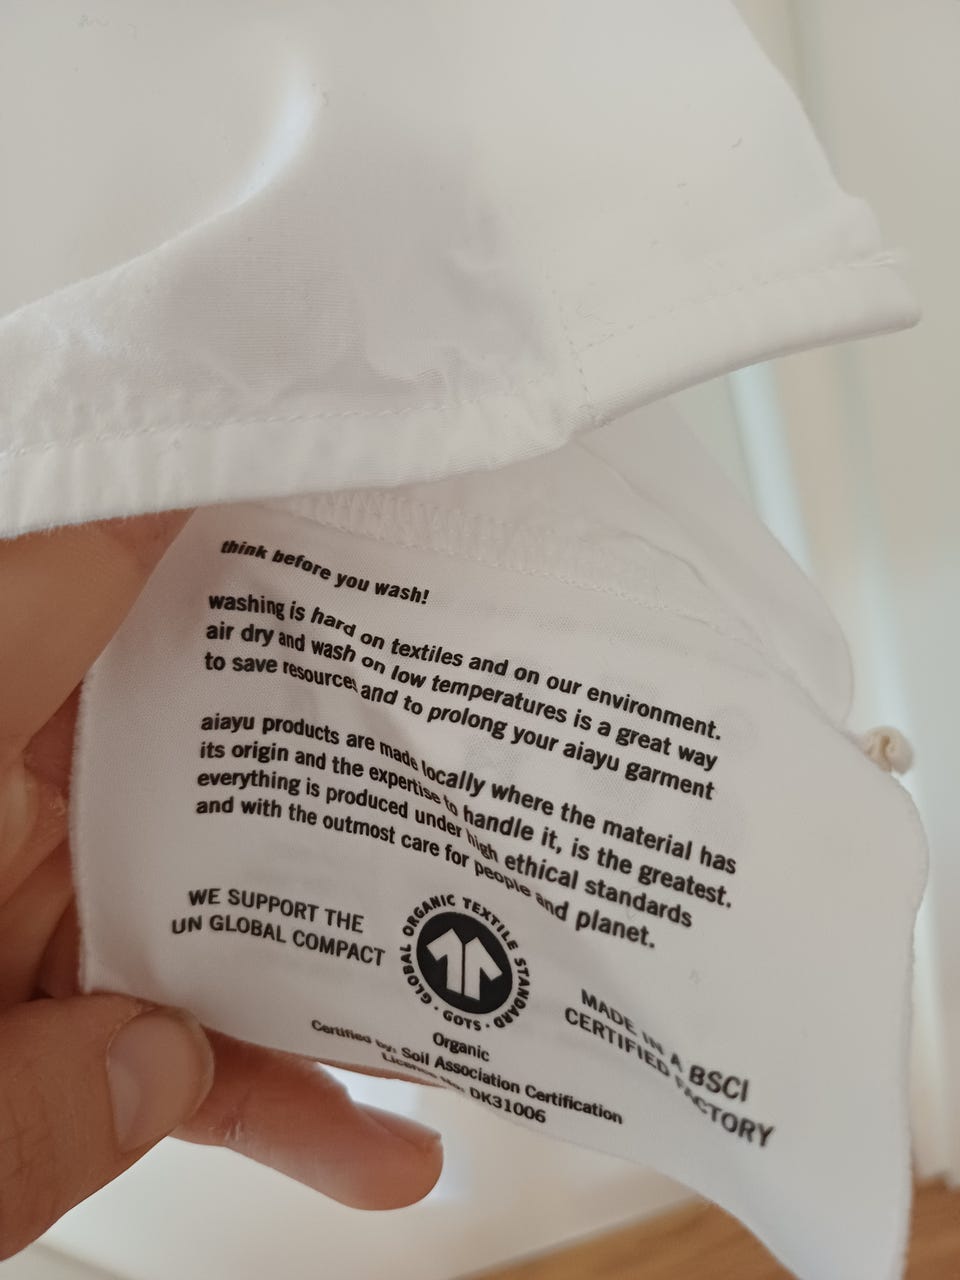 think before you wash!
washing is hard on textiles and on our environment.
air dry and wash on low temperatures is a great way
to save resources and to prolong your aiayu garment
aiayu products are made locally where the material has
its origin and the expertise to handle it, is the greatest.
everything is produced under high ethical standards
and with the outmost care for people and planet.
WE SUPPORT THE
UN GLOBAL COMPACT
GLOBAL ORGANIC TEXTILE STANDARD
· GOTS ·
Organic
Certified by: Soil Association Certification
License No: DK31006
MADE IN A BSCI
CERTIFIED FACTORY